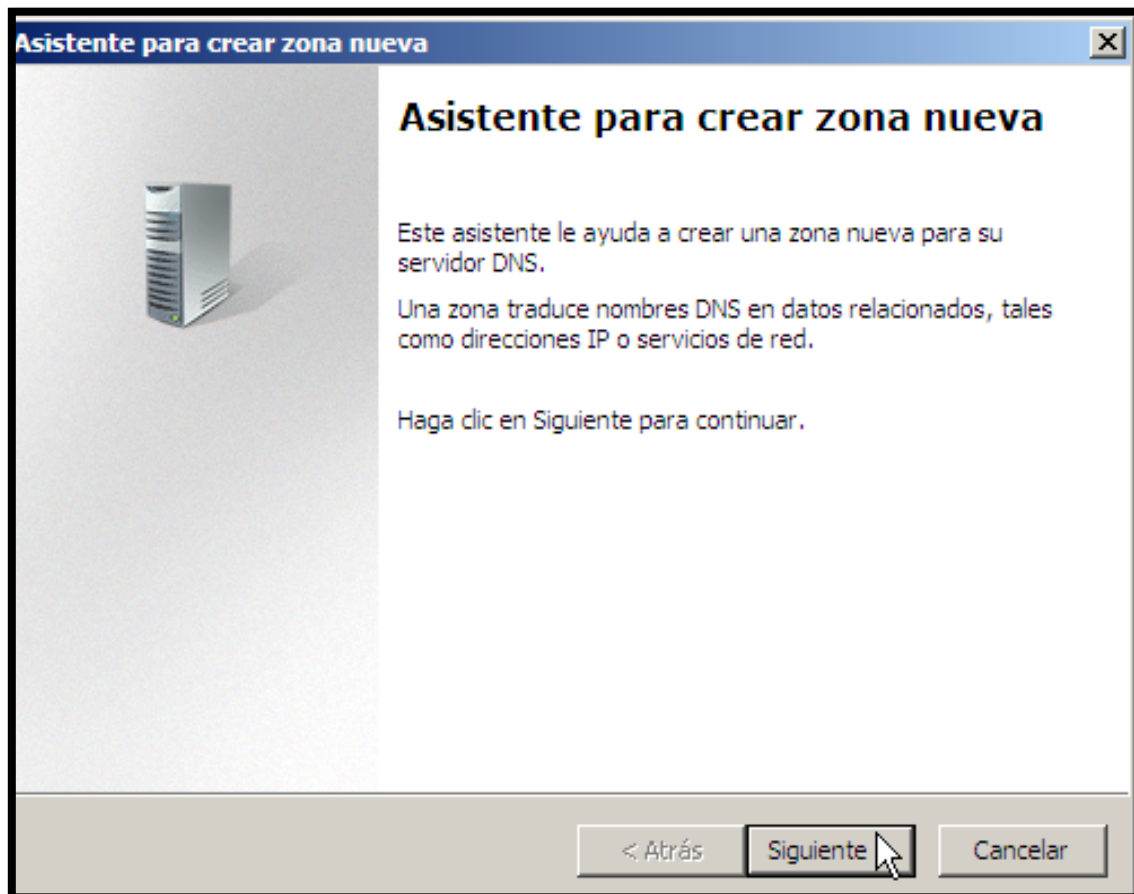 Asistente para crear zona nueva
Asistente para crear zona nueva
Este asistente le ayuda a crear una zona nueva para su
servidor DNS.
Una zona traduce nombres DNS en datos relacionados, tales
como direcciones IP o servicios de red.
Haga clic en Siguiente para continuar.
< Atrás
Siguiente
Cancelar